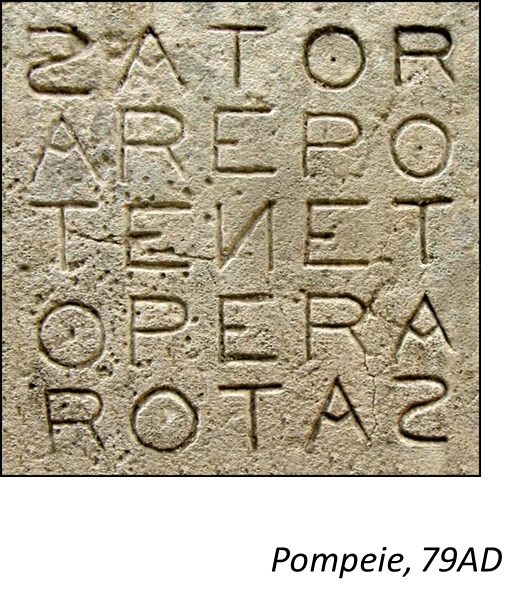 SATOR
AREPO
TENET
OPERA
ROTAS
Pompeie, 79AD